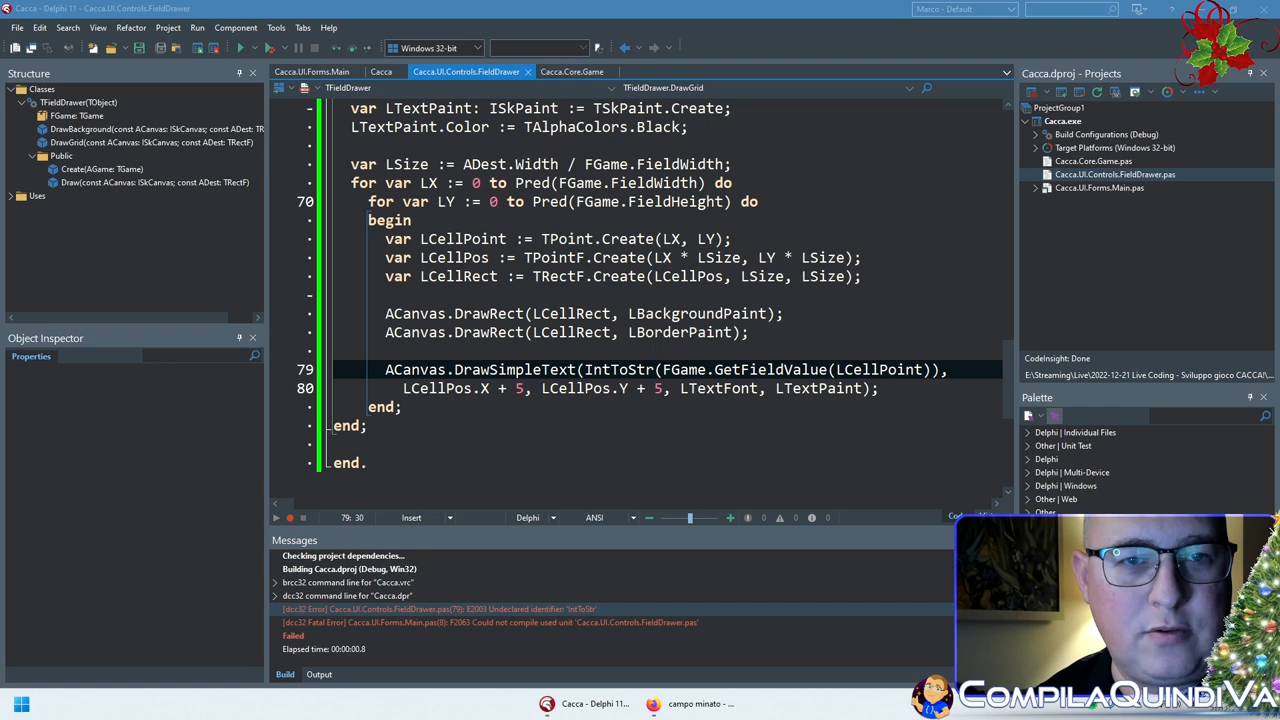 Cacca - Delphi 11 - Cacca.UI.Controls.FieldDrawer
Marco - Default
File Edit Search View Refactor Project Run Component Tools Tabs Help
Windows 32-bit
Structure
Classes
TFieldDrawer(TObject)
FGame: TGame
DrawBackground(const ACanvas: ISkCanvas; const ADest: TR
DrawGrid(const ACanvas: ISkCanvas; const ADest: TRectF)
Public
Create(AGame: TGame)
Draw(const ACanvas: ISkCanvas; const ADest: TRectF)
Uses
Object Inspector
Properties
Cacca.UI.Forms.Main Cacca Cacca.UI.Controls.FieldDrawer Cacca.Core.Game
TFieldDrawer TFieldDrawer.DrawGrid
var LTextPaint: ISkPaint := TSkPaint.Create;
LTextPaint.Color := TAlphaColors.Black;
var LSize := ADest.Width / FGame.FieldWidth;
for var LX := 0 to Pred(FGame.FieldWidth) do
70 for var LY := 0 to Pred(FGame.FieldHeight) do
begin
var LCellPoint := TPoint.Create(LX, LY);
var LCellPos := TPointF.Create(LX * LSize, LY * LSize);
var LCellRect := TRectF.Create(LCellPos, LSize, LSize);
ACanvas.DrawRect(LCellRect, LBackgroundPaint);
ACanvas.DrawRect(LCellRect, LBorderPaint);
79 ACanvas.DrawSimpleText(IntToStr(FGame.GetFieldValue(LCellPoint)),
80 LCellPos.X + 5, LCellPos.Y + 5, LTextFont, LTextPaint);
end;
end;
end.
79: 30 Insert Delphi ANSI 0 0 0
Messages
Checking project dependencies...
Building Cacca.dproj (Debug, Win32)
brcc32 command line for "Cacca.vrc"
dcc32 command line for "Cacca.dpr"
[dcc32 Error] Cacca.UI.Controls.FieldDrawer.pas(79): E2003 Undeclared identifier: 'IntToStr'
[dcc32 Fatal Error] Cacca.UI.Forms.Main.pas(8): F2063 Could not compile used unit 'Cacca.UI.Controls.FieldDrawer.pas'
Failed
Elapsed time: 00:00:00.8
Build Output
Cacca.dproj - Projects
ProjectGroup1
Cacca.exe
Build Configurations (Debug)
Target Platforms (Windows 32-bit)
Cacca.Core.Game.pas
Cacca.UI.Controls.FieldDrawer.pas
Cacca.UI.Forms.Main.pas
CodeInsight: Done
E:\Streaming\Live\2022-12-21 Live Coding - Sviluppo gioco CACCA!\...
Palette
Delphi | Individual Files
Other | Unit Test
Delphi
Delphi | Multi-Device
Delphi | Windows
Other | Web
Other
Cacca - Delphi 11...
campo minato - ...
COMPILAQUINDIVA